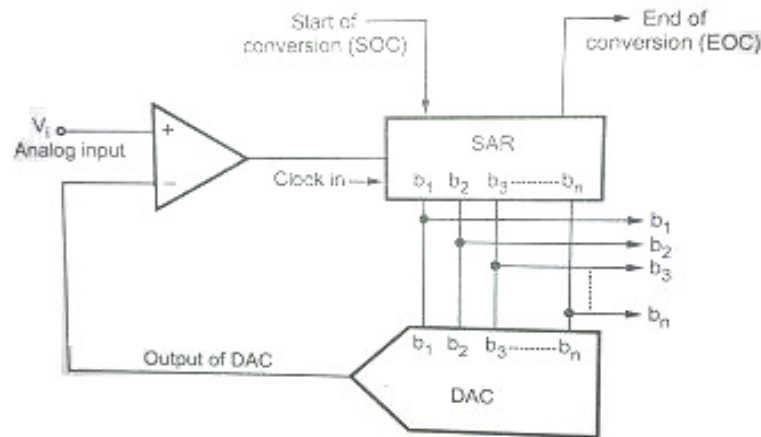 Start of
conversion (SOC)
End of
conversion (EOC)
Vi
Analog input
+
−
SAR
Clock in
b1 b2 b3 ........ bn
b1
b2
b3
bn
b1 b2 b3 ........ bn
Output of DAC
DAC